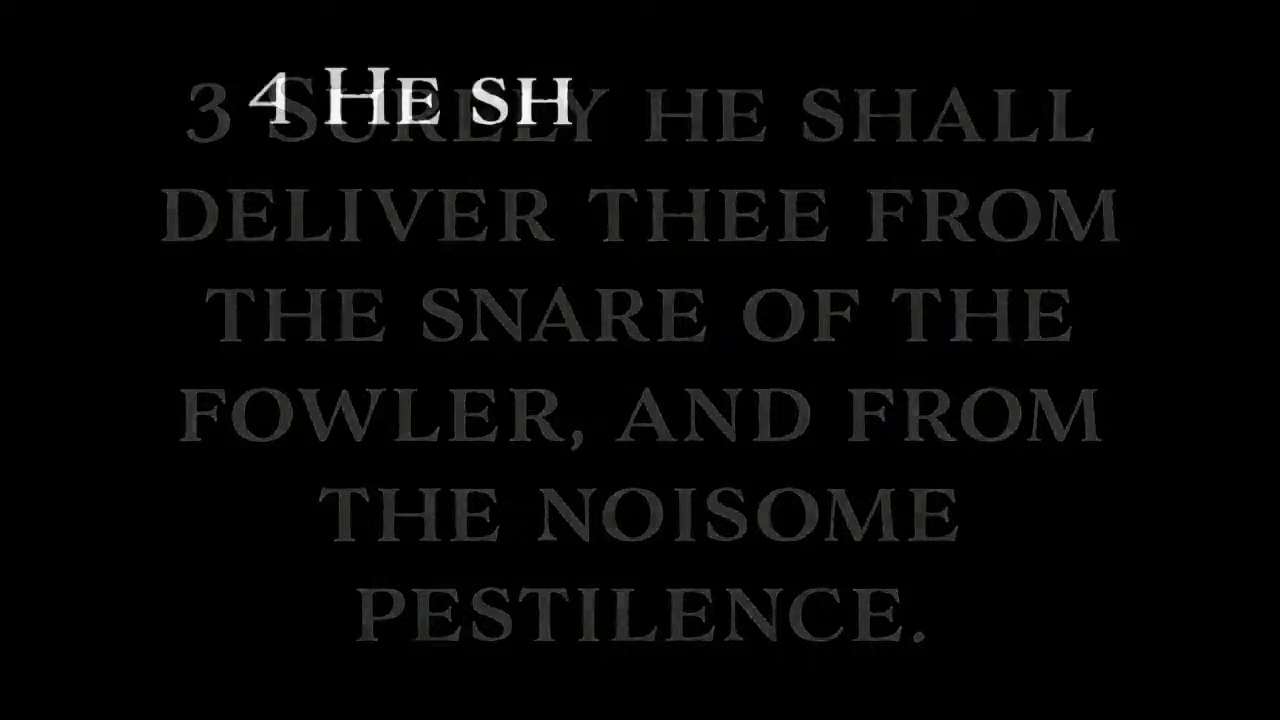 4 He sh
3 Surely he shall
deliver thee from
the snare of the
fowler, and from
the noisome
pestilence.